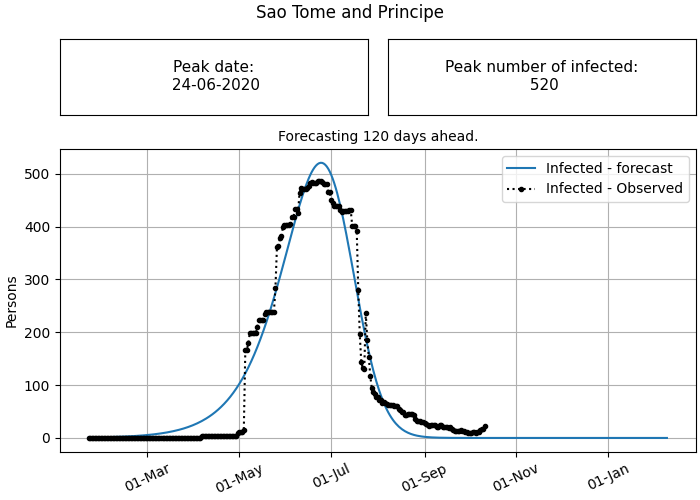 Sao Tome and Principe
Peak date:
24-06-2020
Peak number of infected:
520
Forecasting 120 days ahead.
Infected - forecast
Infected - Observed
500
400
300
200
100
0
Persons
01-Mar
01-May
01-Jul
01-Sep
01-Nov
01-Jan